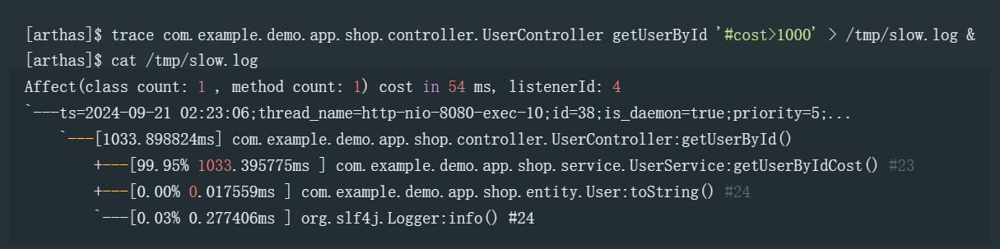 [arthas]$ trace com.example.demo.app.shop.controller.UserController getUserById '#cost>1000' > /tmp/slow.log &
[arthas]$ cat /tmp/slow.log
Affect(class count: 1 , method count: 1) cost in 54 ms, listenerId: 4
`---ts=2024-09-21 02:23:06;thread_name=http-nio-8080-exec-10;id=38;is_daemon=true;priority=5;...
    `---[1033.898824ms] com.example.demo.app.shop.controller.UserController:getUserById()
        +---[99.95% 1033.395775ms ] com.example.demo.app.shop.service.UserService:getUserByIdCost() #23
        +---[0.00% 0.017559ms ] com.example.demo.app.shop.entity.User:toString() #24
        `---[0.03% 0.277406ms ] org.slf4j.Logger:info() #24